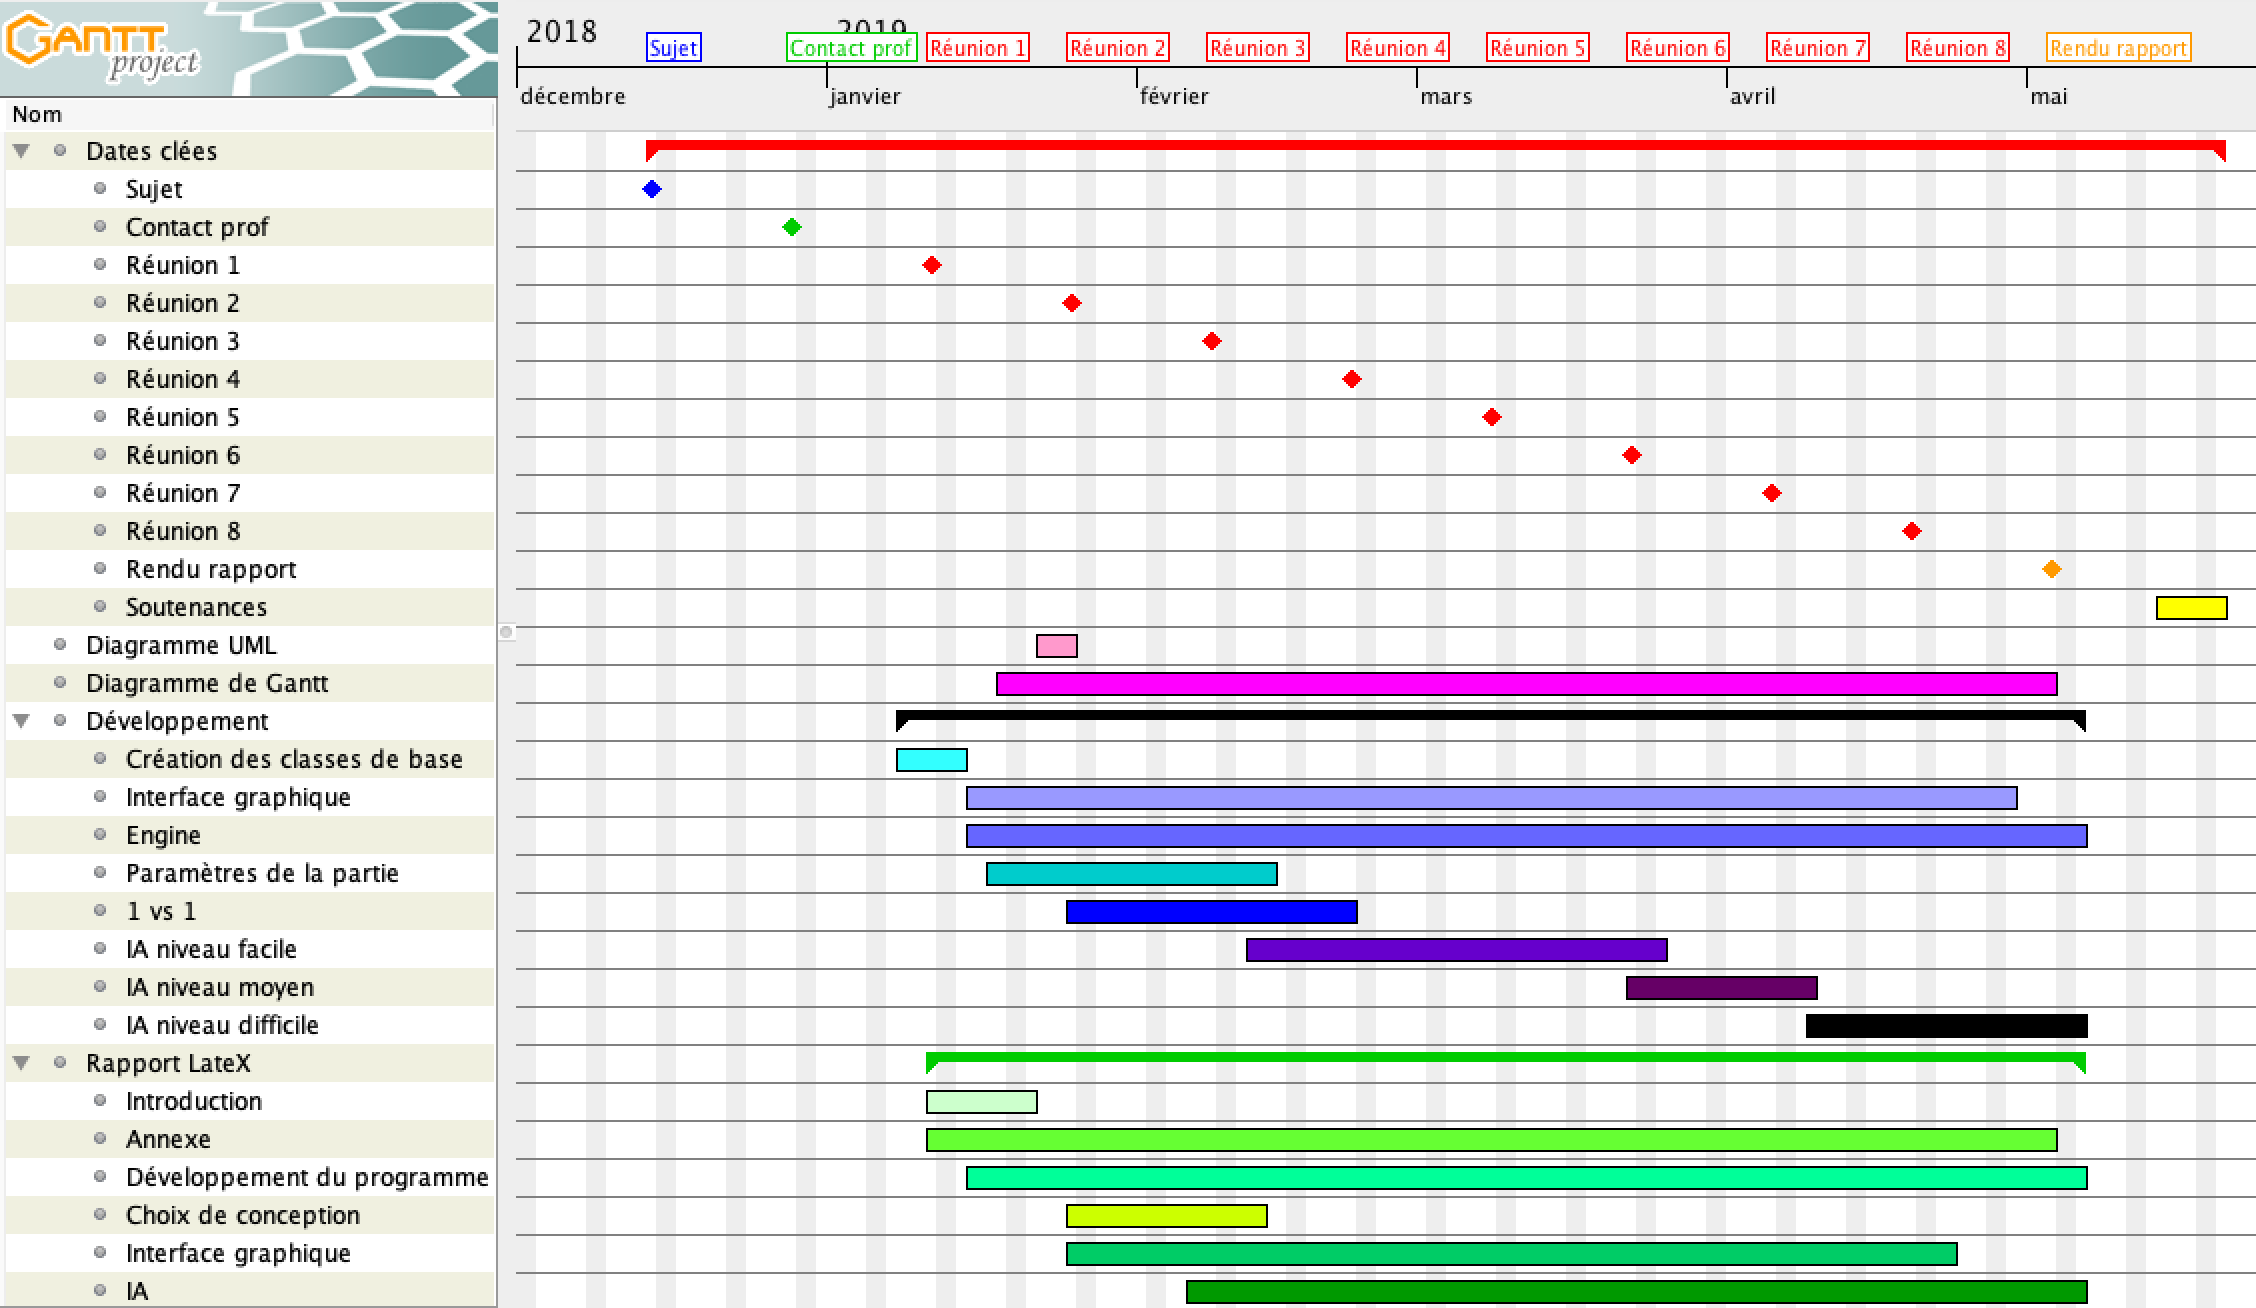 GANTT
project
2018
2019
Sujet
Contact prof
Réunion 1
Réunion 2
Réunion 3
Réunion 4
Réunion 5
Réunion 6
Réunion 7
Réunion 8
Rendu rapport
décembre
janvier
février
mars
avril
mai
Nom
Dates clées
Sujet
Contact prof
Réunion 1
Réunion 2
Réunion 3
Réunion 4
Réunion 5
Réunion 6
Réunion 7
Réunion 8
Rendu rapport
Soutenances
Diagramme UML
Diagramme de Gantt
Développement
Création des classes de base
Interface graphique
Engine
Paramètres de la partie
1 vs 1
IA niveau facile
IA niveau moyen
IA niveau difficile
Rapport LateX
Introduction
Annexe
Développement du programme
Choix de conception
Interface graphique
IA